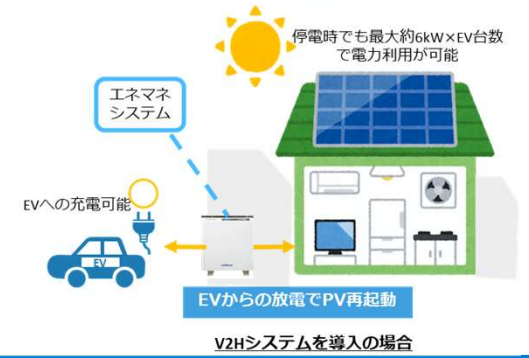 停電時でも最大約6kW×EV台数
で電力利用が可能
エネマネ
システム
EVへの充電可能
EV
EVからの放電でPV再起動
V2Hシステムを導入の場合